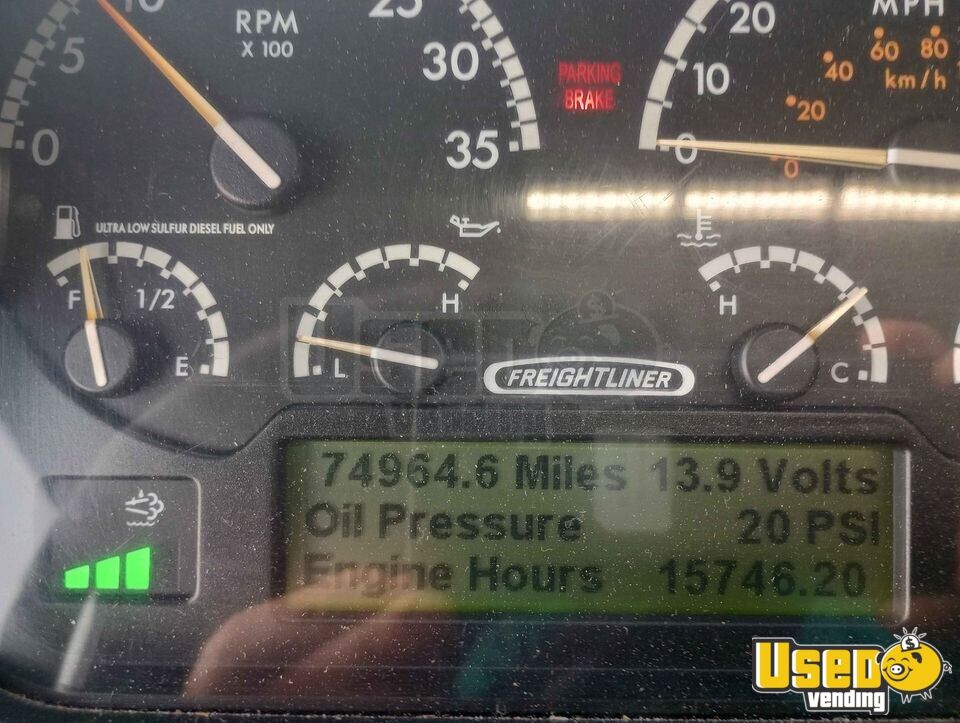 10
RPM
X 100
25
5
30
0
35
PARKING
BRAKE
MPH
20
60 80
40
10
km/h
20
0
0
ULTRA LOW SULFUR DIESEL FUEL ONLY
F 1/2
E
H
L
H
C
FREIGHTLINER
74964.6 Miles 13.9 Volts
Oil Pressure 20 PSI
Engine Hours 15746.20
Used
vending